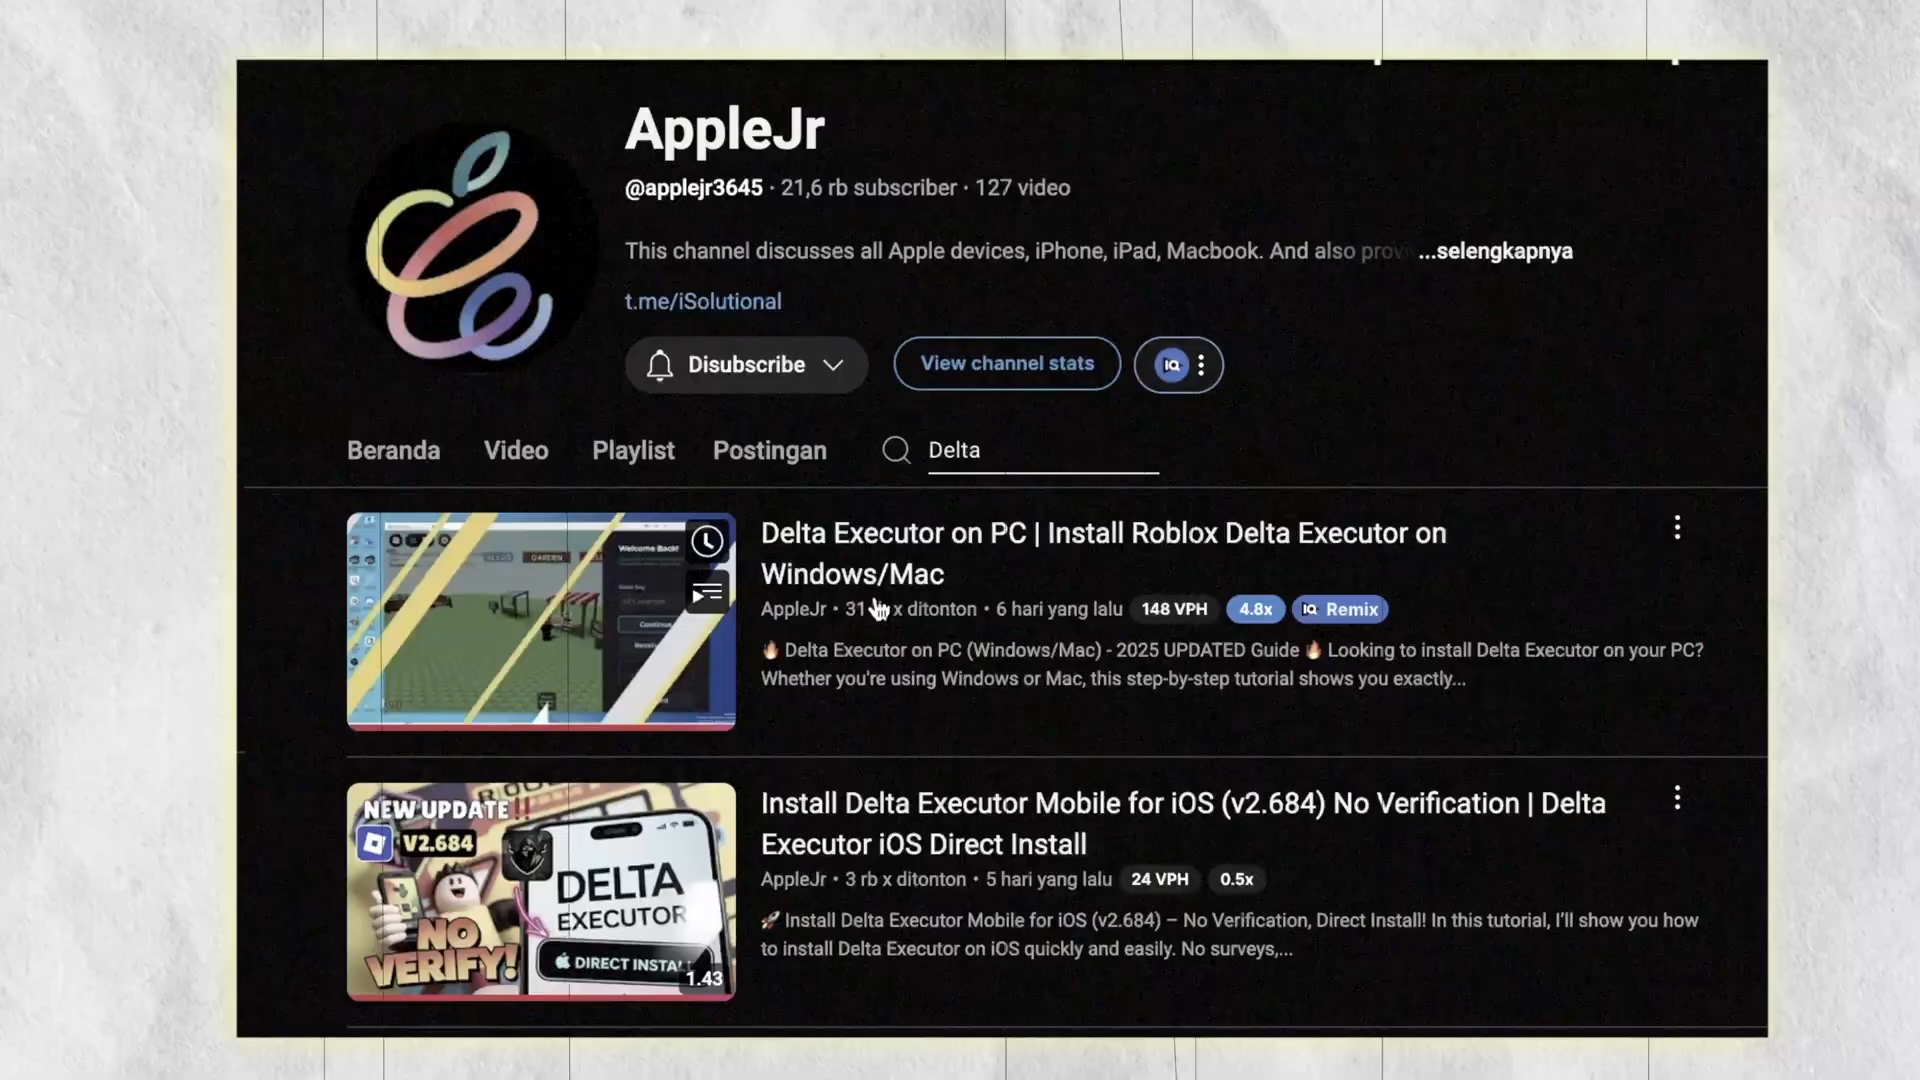 AppleJr
@applejr3645 · 21,6 rb subscriber · 127 video
This channel discusses all Apple devices, iPhone, iPad, Macbook. And also prov ...selengkapnya
t.me/iSolutional
Disubscribe
View channel stats
IQ
Beranda Video Playlist Postingan Delta
Welcome Back!
GARDEN
Continue
Delta Executor on PC | Install Roblox Delta Executor on
Windows/Mac
AppleJr • 31 x ditonton • 6 hari yang lalu 148 VPH 4.8x IQ Remix
🔥 Delta Executor on PC (Windows/Mac) - 2025 UPDATED Guide 🔥 Looking to install Delta Executor on your PC?
Whether you're using Windows or Mac, this step-by-step tutorial shows you exactly...
NEW UPDATE‼
V2.684
DELTA
EXECUTOR
NO
VERIFY!
DIRECT INSTAL
1.43
Install Delta Executor Mobile for iOS (v2.684) No Verification | Delta
Executor iOS Direct Install
AppleJr • 3 rb x ditonton • 5 hari yang lalu 24 VPH 0.5x
🚀 Install Delta Executor Mobile for iOS (v2.684) – No Verification, Direct Install! In this tutorial, I'll show you how
to install Delta Executor on iOS quickly and easily. No surveys,...